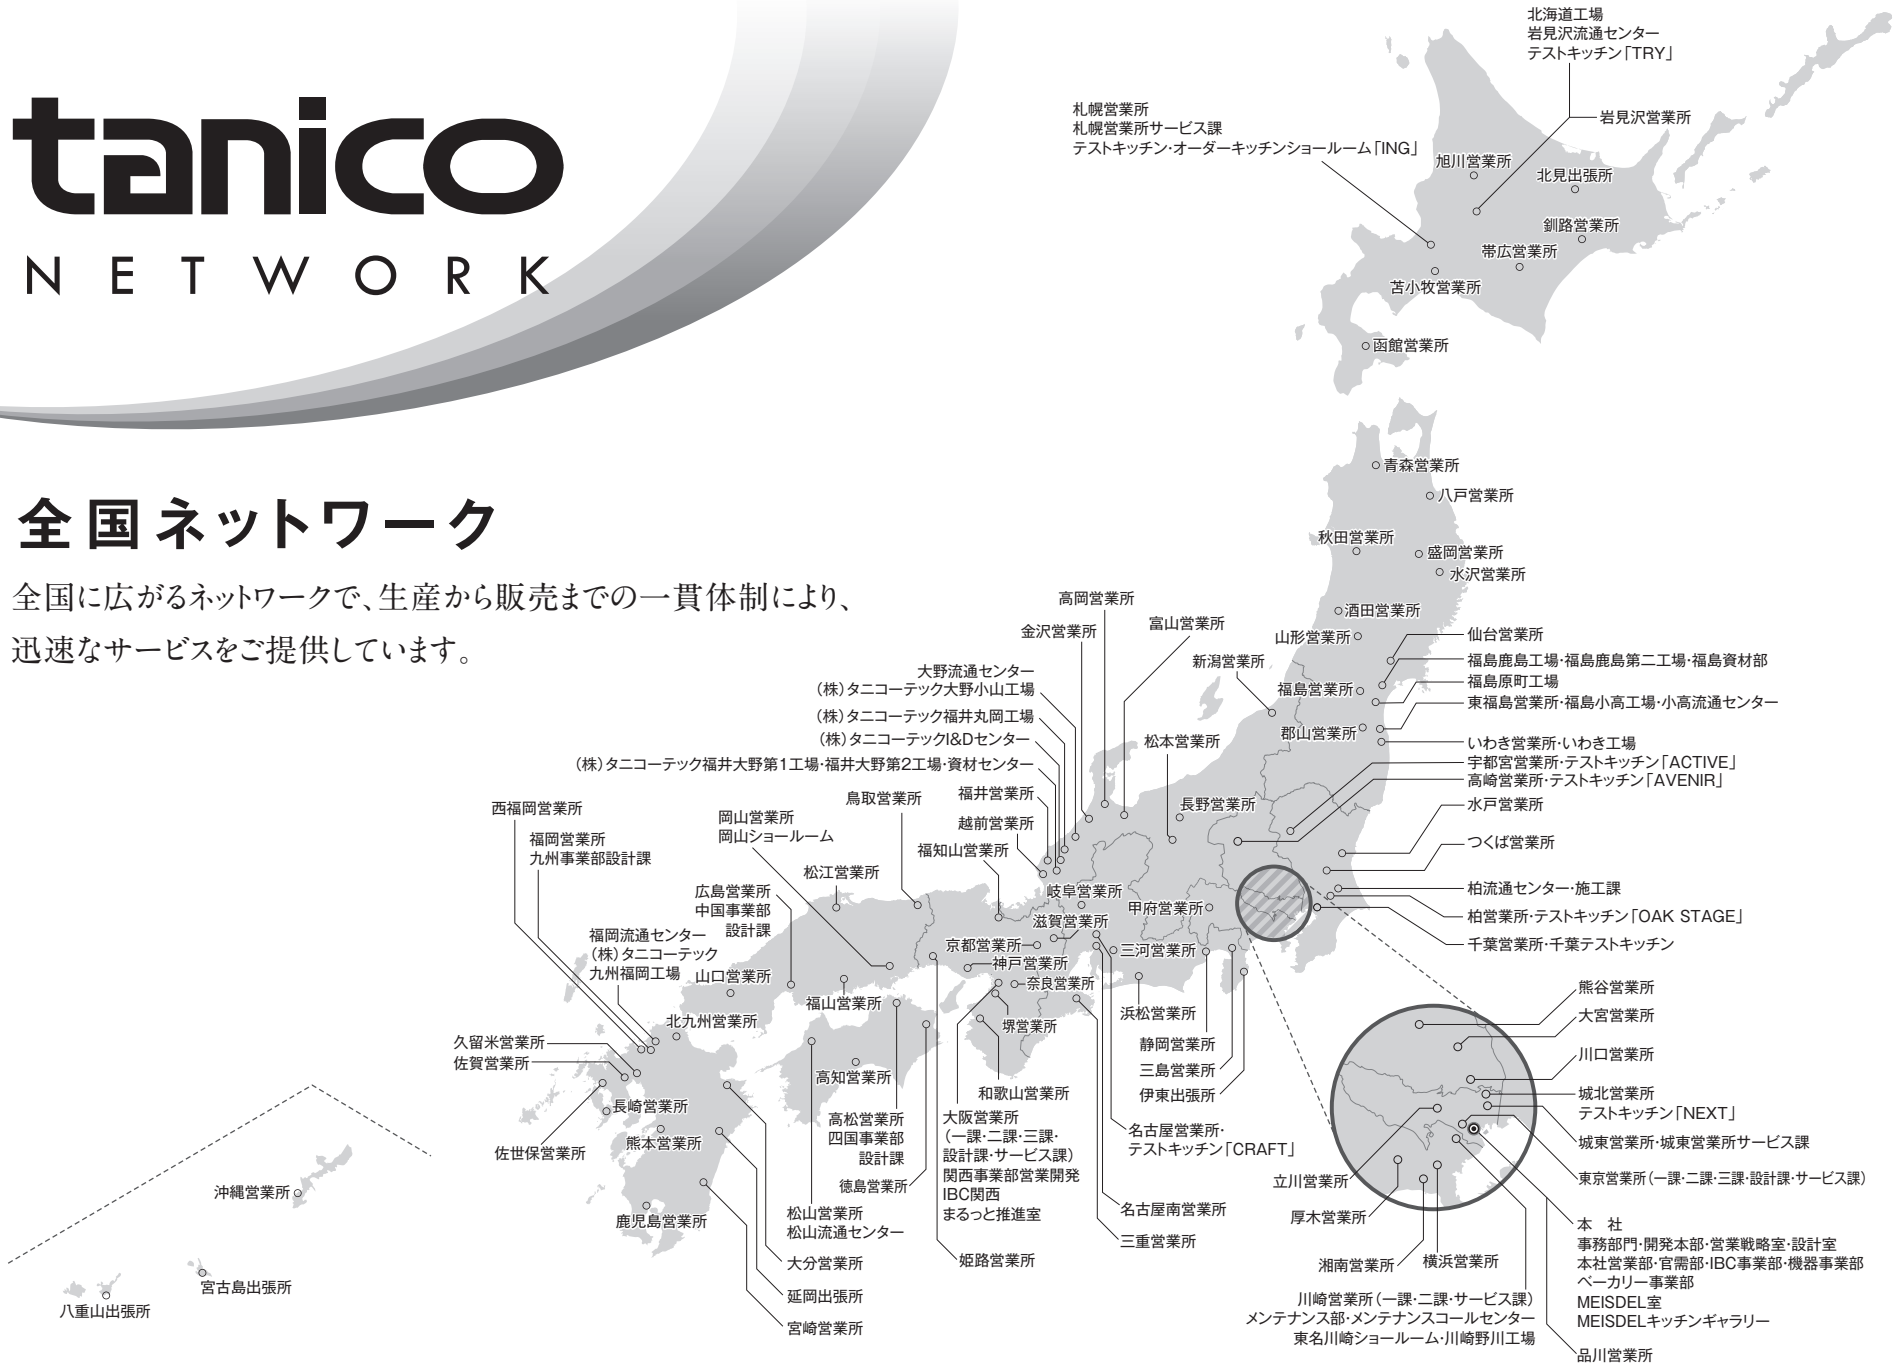 tanico
NETWORK
全国ネットワーク
全国に広がるネットワークで、生産から販売までの一貫体制により、
迅速なサービスをご提供しています。
北海道工場
岩見沢流通センター
テストキッチン「TRY」
岩見沢営業所
札幌営業所
札幌営業所サービス課
テストキッチン・オーダーキッチンショールーム「ING」
旭川営業所
北見出張所
釧路営業所
帯広営業所
苫小牧営業所
函館営業所
青森営業所
八戸営業所
秋田営業所
盛岡営業所
水沢営業所
酒田営業所
山形営業所
仙台営業所
福島鹿島工場・福島鹿島第二工場・福島資材部
福島原町工場
東福島営業所・福島小高工場・小高流通センター
福島営業所
郡山営業所
いわき営業所・いわき工場
宇都宮営業所・テストキッチン「ACTIVE」
高崎営業所・テストキッチン「AVENIR」
水戸営業所
つくば営業所
柏流通センター・施工課
柏営業所・テストキッチン「OAK STAGE」
千葉営業所・千葉テストキッチン
高岡営業所
金沢営業所
富山営業所
新潟営業所
大野流通センター
（株）タニコーテック大野小山工場
（株）タニコーテック福井丸岡工場
（株）タニコーテックI&Dセンター
（株）タニコーテック福井大野第1工場・福井大野第2工場・資材センター
松本営業所
長野営業所
福井営業所
越前営業所
福知山営業所
鳥取営業所
岡山営業所
岡山ショールーム
松江営業所
西福岡営業所
福岡営業所
九州事業部設計課
広島営業所
中国事業部
設計課
福岡流通センター
（株）タニコーテック
九州福岡工場
山口営業所
福山営業所
北九州営業所
久留米営業所
佐賀営業所
長崎営業所
熊本営業所
佐世保営業所
鹿児島営業所
岐阜営業所
滋賀営業所
甲府営業所
京都営業所
三河営業所
神戸営業所
奈良営業所
堺営業所
浜松営業所
静岡営業所
三島営業所
伊東出張所
和歌山営業所
高知営業所
高松営業所
四国事業部
設計課
徳島営業所
松山営業所
松山流通センター
大阪営業所
（一課・二課・三課・
設計課・サービス課）
関西事業部営業開発
IBC関西
まるっと推進室
姫路営業所
名古屋営業所・
テストキッチン「CRAFT」
名古屋南営業所
三重営業所
大分営業所
延岡出張所
宮崎営業所
沖縄営業所
宮古島出張所
八重山出張所
熊谷営業所
大宮営業所
川口営業所
城北営業所
テストキッチン「NEXT」
城東営業所・城東営業所サービス課
東京営業所（一課・二課・三課・設計課・サービス課）
立川営業所
厚木営業所
湘南営業所
横浜営業所
川崎営業所（一課・二課・サービス課）
メンテナンス部・メンテナンスコールセンター
東名川崎ショールーム・川崎野川工場
本　社
事務部門・開発本部・営業戦略室・設計室
本社営業部・官需部・IBC事業部・機器事業部
ベーカリー事業部
MEISDEL室
MEISDELキッチンギャラリー
品川営業所